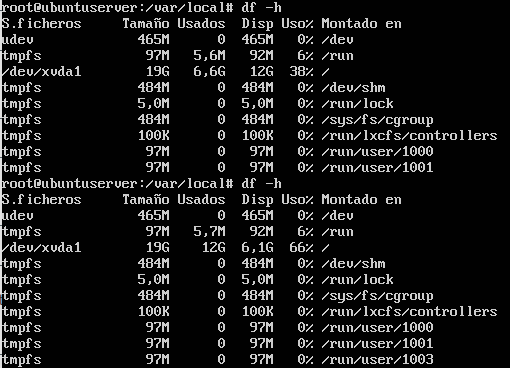 root@ubuntuserver:/var/local# df -h
S.ficheros Tamaño Usados Disp Uso% Montado en
udev 465M 0 465M 0% /dev
tmpfs 97M 5,6M 92M 6% /run
/dev/xvda1 19G 6,6G 12G 38% /
tmpfs 484M 0 484M 0% /dev/shm
tmpfs 5,0M 0 5,0M 0% /run/lock
tmpfs 484M 0 484M 0% /sys/fs/cgroup
tmpfs 100K 0 100K 0% /run/lxcfs/controllers
tmpfs 97M 0 97M 0% /run/user/1000
tmpfs 97M 0 97M 0% /run/user/1001
root@ubuntuserver:/var/local# df -h
S.ficheros Tamaño Usados Disp Uso% Montado en
udev 465M 0 465M 0% /dev
tmpfs 97M 5,7M 92M 6% /run
/dev/xvda1 19G 12G 6,1G 66% /
tmpfs 484M 0 484M 0% /dev/shm
tmpfs 5,0M 0 5,0M 0% /run/lock
tmpfs 484M 0 484M 0% /sys/fs/cgroup
tmpfs 100K 0 100K 0% /run/lxcfs/controllers
tmpfs 97M 0 97M 0% /run/user/1000
tmpfs 97M 0 97M 0% /run/user/1001
tmpfs 97M 0 97M 0% /run/user/1003